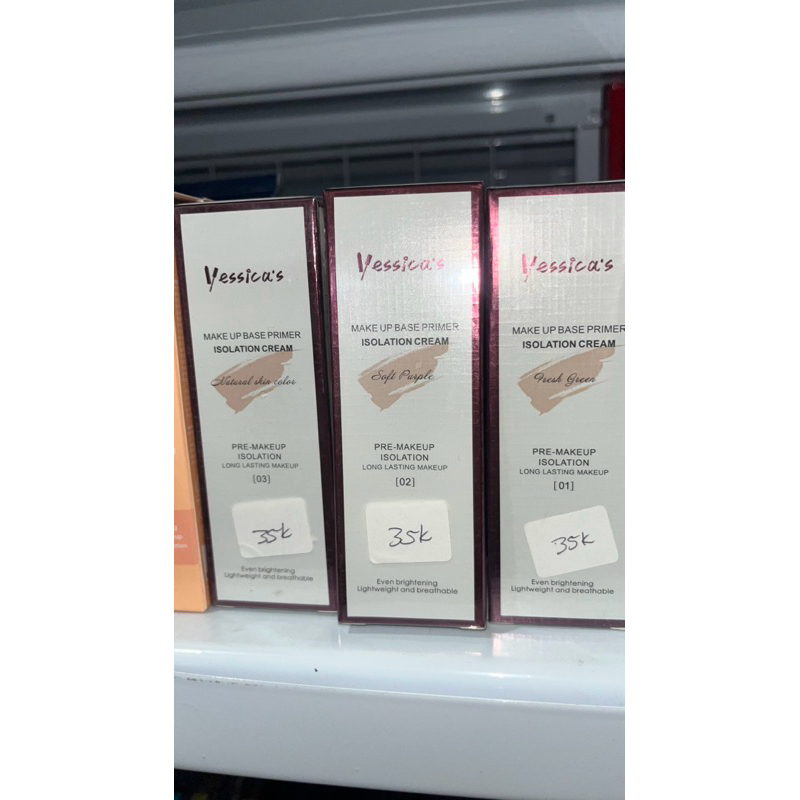 Yessica's
MAKE UP BASE PRIMER
ISOLATION CREAM
Natural skin color
PRE-MAKEUP
ISOLATION
LONG LASTING MAKEUP
[03]
35k
Even brightening
Lightweight and breathable
Yessica's
MAKE UP BASE PRIMER
ISOLATION CREAM
Soft Purple
PRE-MAKEUP
ISOLATION
LONG LASTING MAKEUP
[02]
35k
Even brightening
Lightweight and breathable
Yessica's
MAKE UP BASE PRIMER
ISOLATION CREAM
Fresh Green
PRE-MAKEUP
ISOLATION
LONG LASTING MAKEUP
[01]
35k
Even brightening
Lightweight and breathable